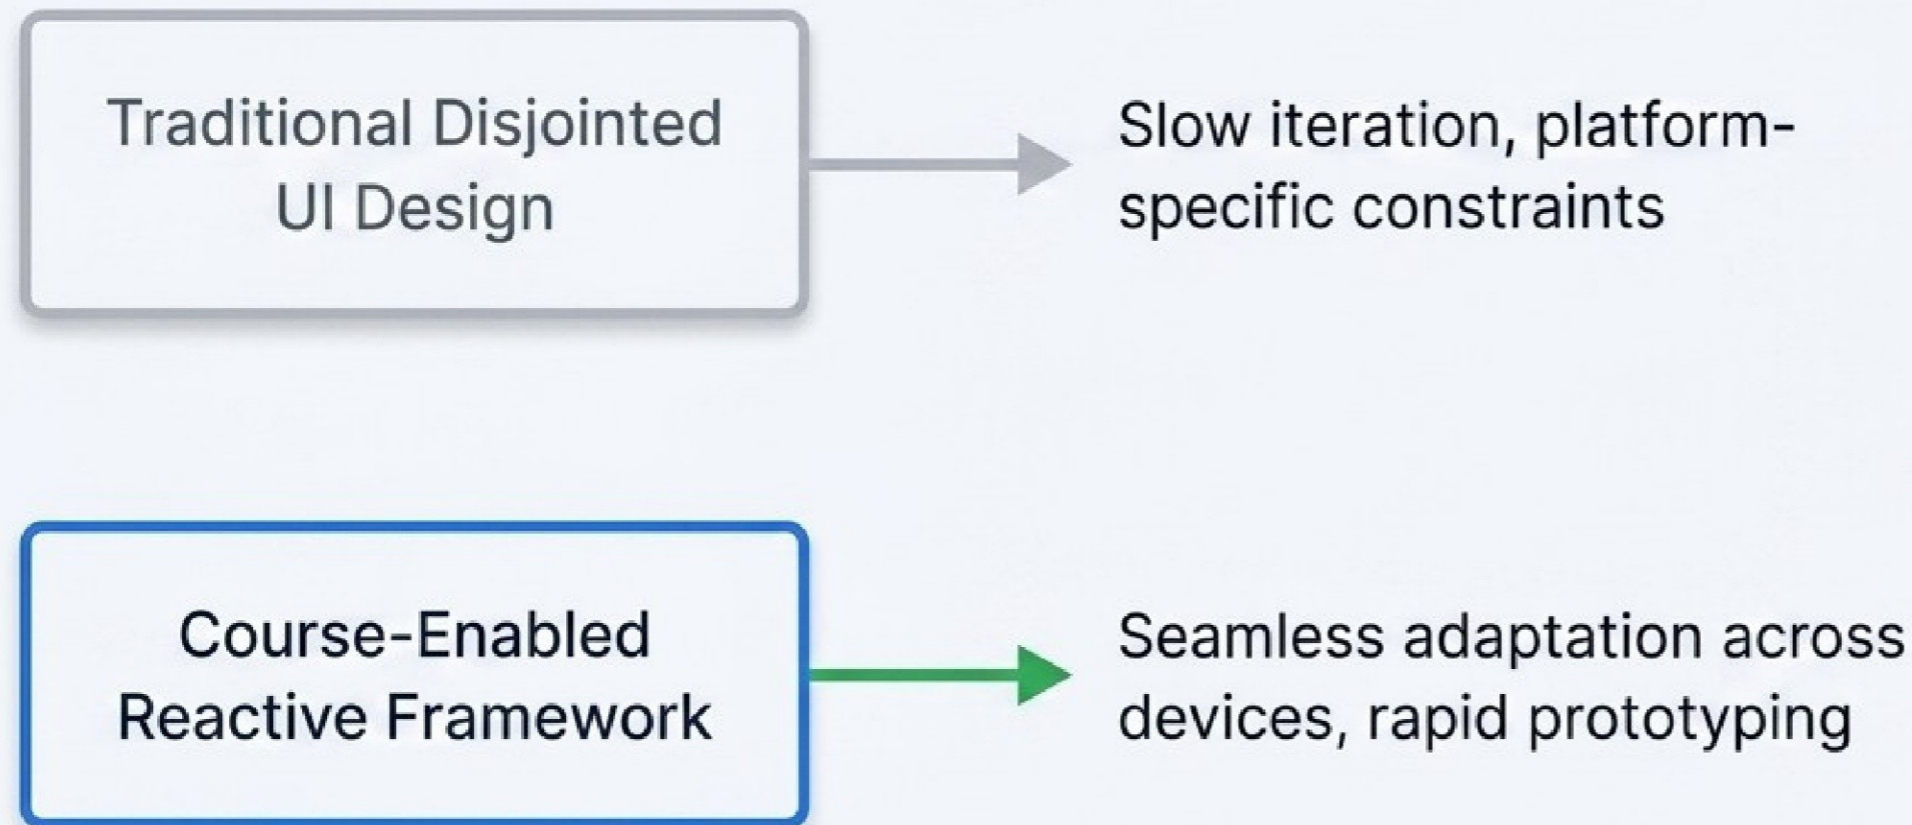 Traditional Disjointed
UI Design
Slow iteration, platform-
specific constraints
Course-Enabled
Reactive Framework
Seamless adaptation across
devices, rapid prototyping